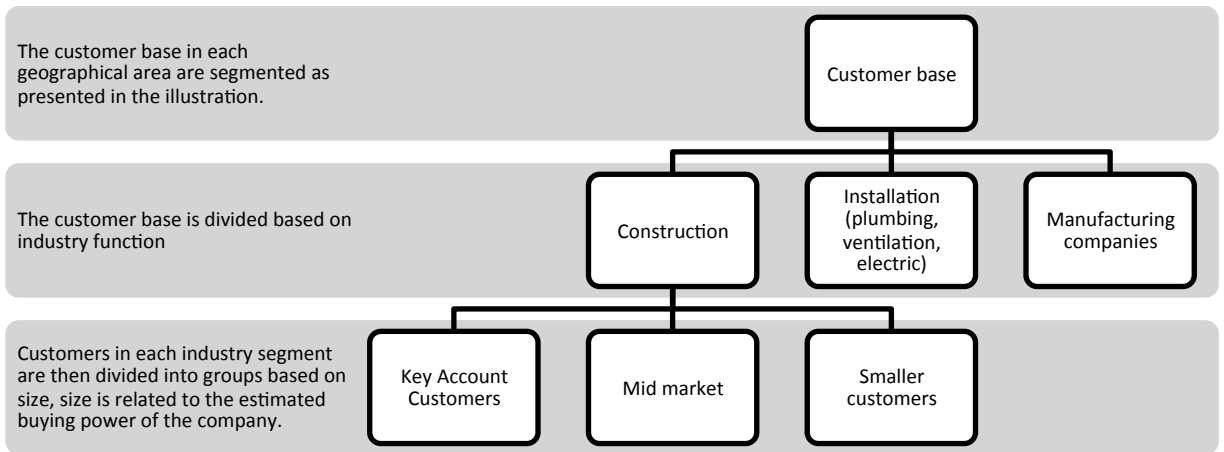 The customer base in each
geographical area are segmented as
presented in the illustration.
Customer base
The customer base is divided based on
industry function
Construction
Installation
(plumbing,
ventilation,
electric)
Manufacturing
companies
Customers in each industry segment
are then divided into groups based on
size, size is related to the estimated
buying power of the company.
Key Account
Customers
Mid market
Smaller
customers